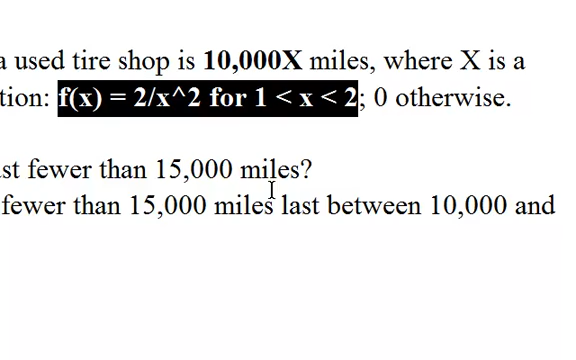 a used tire shop is 10,000X miles, where X is a
tion: f(x) = 2/x^2 for 1 < x < 2; 0 otherwise.
st fewer than 15,000 miles?
fewer than 15,000 miles last between 10,000 and